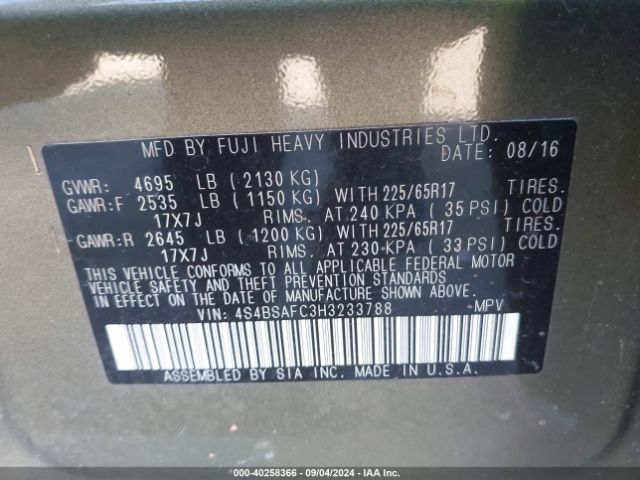 MFD BY FUJI HEAVY INDUSTRIES LTD.
DATE: 08/16
GVWR: 4695 LB ( 2130 KG)
GAWR:F 2535 LB ( 1150 KG) WITH 225/65R17 TIRES.
17X7J RIMS. AT 240 KPA ( 35 PSI) COLD
GAWR:R 2645 LB ( 1200 KG) WITH 225/65R17 TIRES.
17X7J RIMS. AT 230-KPA ( 33 PSI) COLD
THIS VEHICLE CONFORMS TO ALL APPLICABLE FEDERAL MOTOR
VEHICLE SAFETY AND THEFT PREVENTION STANDARDS
IN EFFECT ON THE DATE OF MANUFACTURE SHOWN ABOVE.
VIN: 4S4BSAFC3H3233788 MPV
ASSEMBLED BY SIA INC. MADE IN U.S.A.
000-40258366 - 09/04/2024 - IAA Inc.